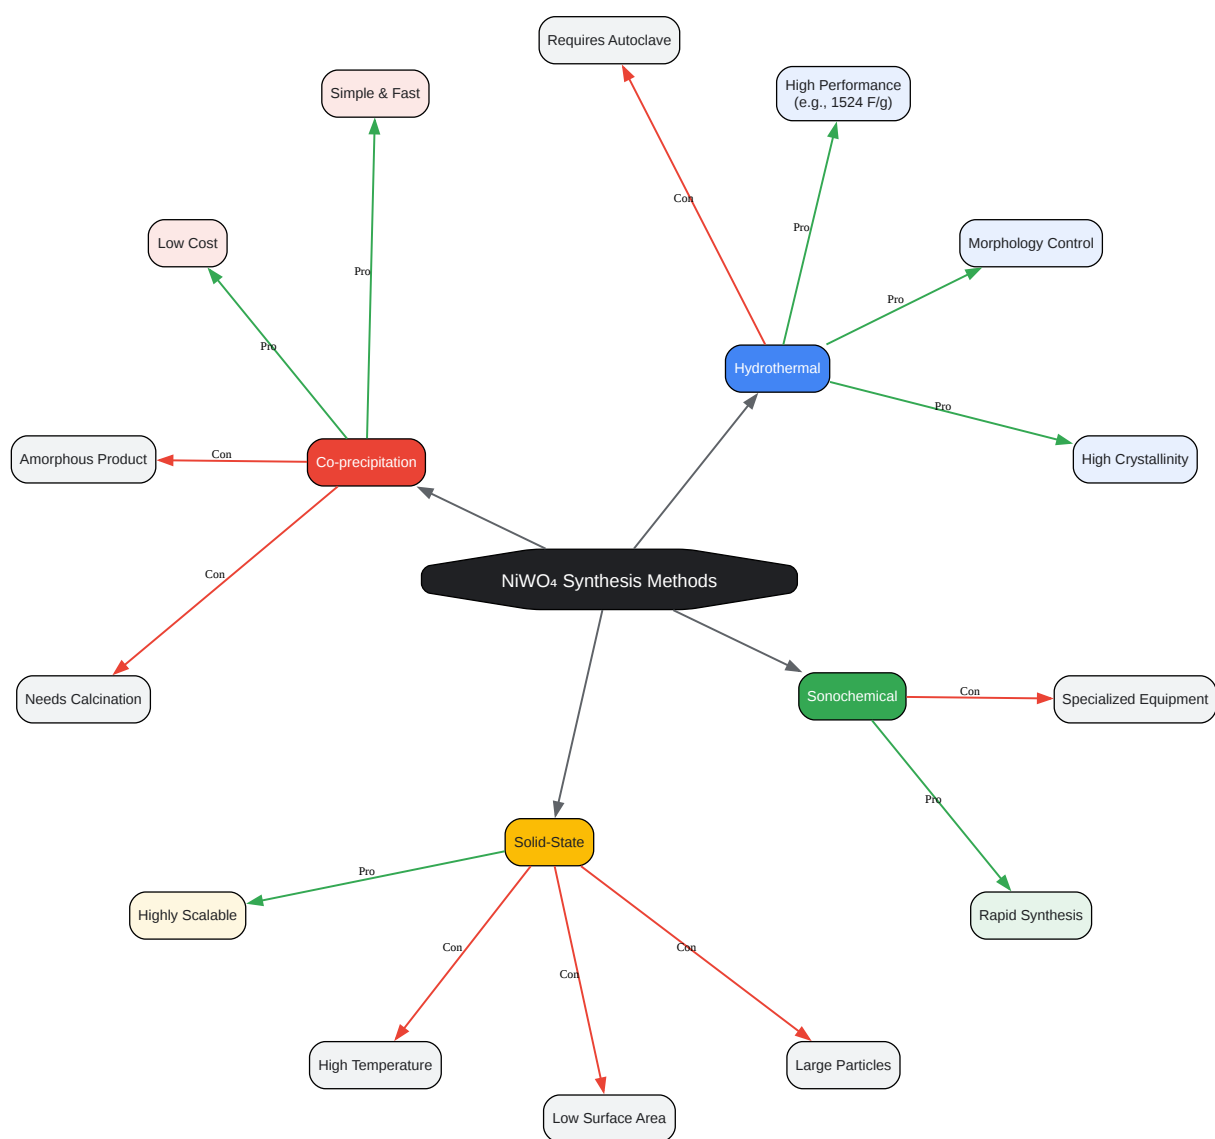 Requires Autoclave
High Performance
(e.g., 1524 F/g)
Simple & Fast
Con
Pro
Low Cost
Morphology Control
Pro
Pro
Pro
Hydrothermal
Pro
High Crystallinity
Amorphous Product
Con
Co-precipitation
Con
NiWO₄ Synthesis Methods
Needs Calcination
Sonochemical
Con
Specialized Equipment
Pro
Solid-State
Pro
Highly Scalable
Rapid Synthesis
Con
Con
Con
High Temperature
Large Particles
Low Surface Area